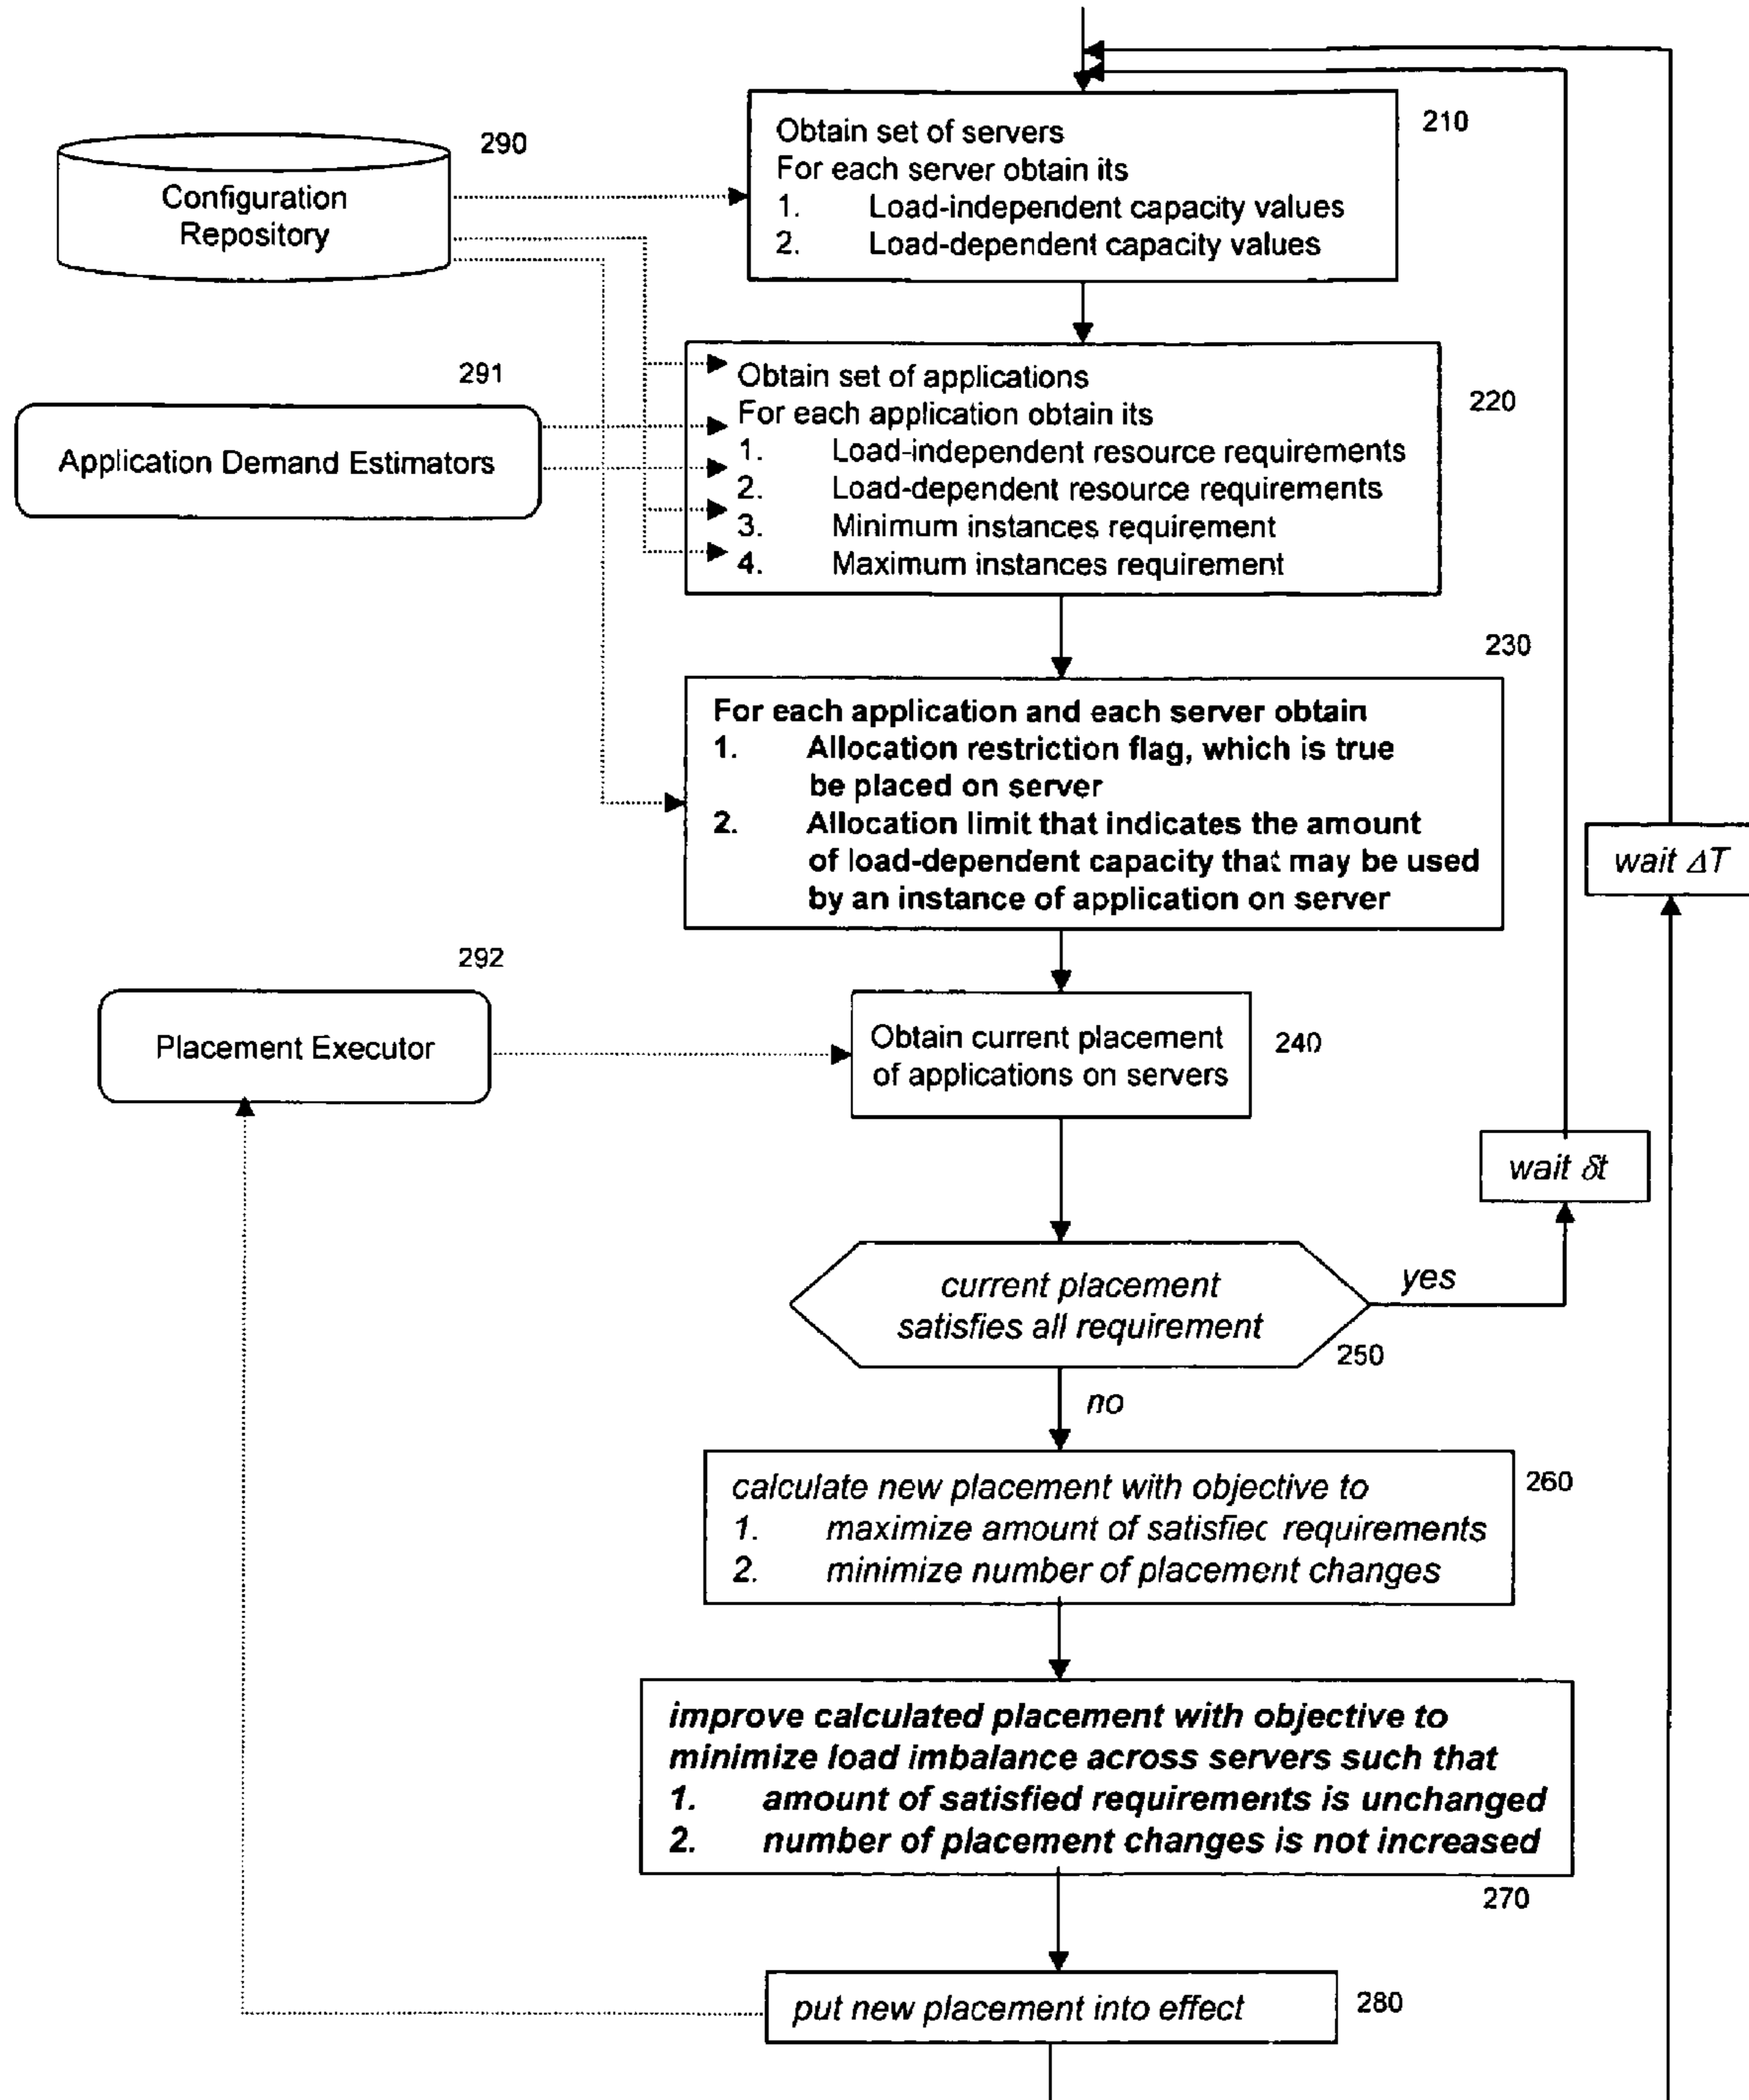 Obtain set of servers
For each server obtain its
1. Load-independent capacity values
2. Load-dependent capacity values
210
290
Configuration
Repository
291
Application Demand Estimators
Obtain set of applications
For each application obtain its
1. Load-independent resource requirements
2. Load-dependent resource requirements
3. Minimum instances requirement
4. Maximum instances requirement
220
230
For each application and each server obtain
1. Allocation restriction flag, which is true
be placed on server
2. Allocation limit that indicates the amount
of load-dependent capacity that may be used
by an instance of application on server
wait ΔT
292
Placement Executor
Obtain current placement
of applications on servers
240
wait δt
current placement
satisfies all requirement
yes
250
no
calculate new placement with objective to
1. maximize amount of satisfied requirements
2. minimize number of placement changes
260
improve calculated placement with objective to
minimize load imbalance across servers such that
1. amount of satisfied requirements is unchanged
2. number of placement changes is not increased
270
put new placement into effect
280